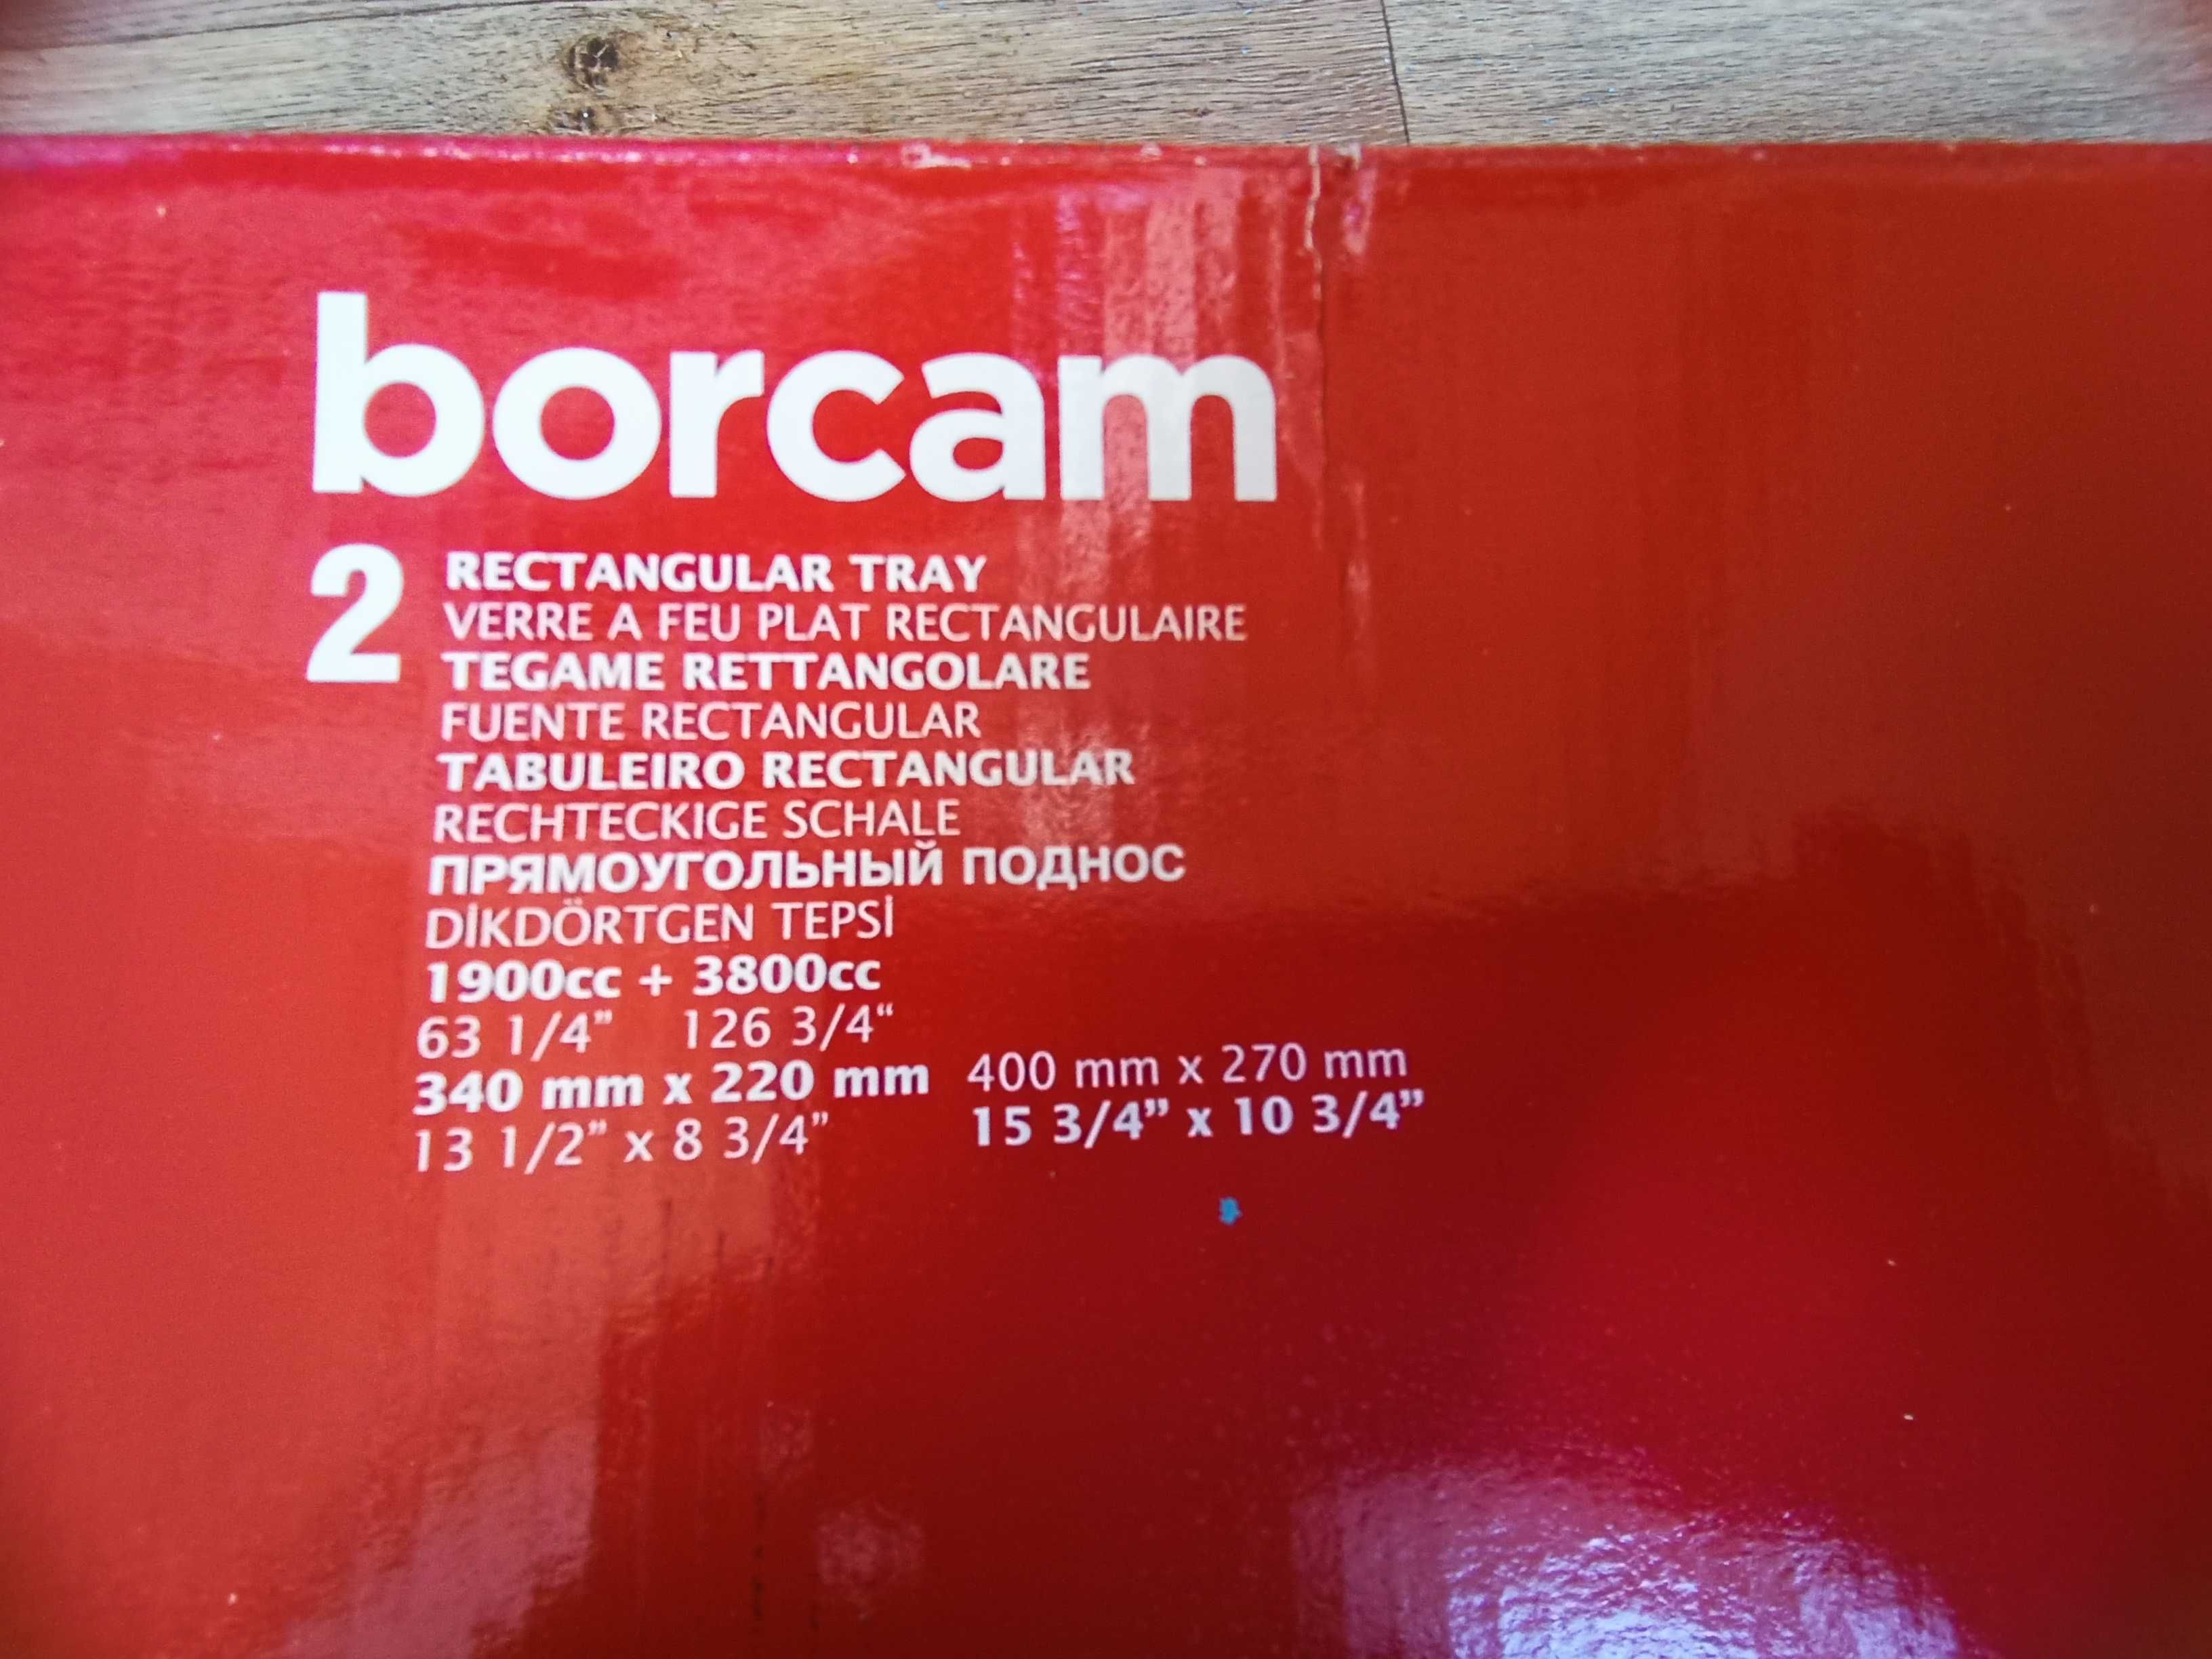 borcam
2 RECTANGULAR TRAY
VERRE A FEU PLAT RECTANGULAIRE
TEGAME RETTANGOLARE
FUENTE RECTANGULAR
TABULEIRO RECTANGULAR
RECHTECKIGE SCHALE
ПРЯМОУГОЛЬНЫЙ ПОДНОС
DİKDÖRTGEN TEPSİ
1900cc + 3800cc
63 1/4” 126 3/4“
340 mm x 220 mm 400 mm x 270 mm
13 1/2” x 8 3/4” 15 3/4” x 10 3/4”